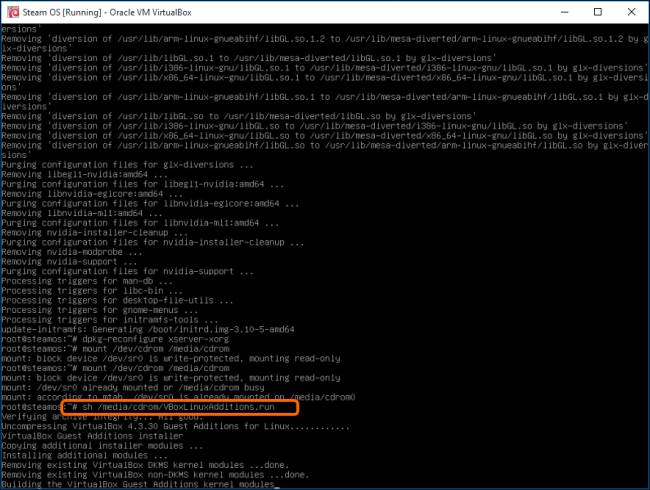 Steam OS [Running] - Oracle VM VirtualBox
ersions'
Removing 'diversion of /usr/lib/arm-linux-gnueabihf/libGL.so.1.2 to /usr/lib/mesa-diverted/arm-linux-gnueabihf/libGL.so.1.2 by g
lx-diversions'
Removing 'diversion of /usr/lib/libGL.so.1 to /usr/lib/mesa-diverted/libGL.so.1 by glx-diversions'
Removing 'diversion of /usr/lib/i386-linux-gnu/libGL.so.1 to /usr/lib/mesa-diverted/i386-linux-gnu/libGL.so.1 by glx-diversions'
Removing 'diversion of /usr/lib/x86_64-linux-gnu/libGL.so.1 to /usr/lib/mesa-diverted/x86_64-linux-gnu/libGL.so.1 by glx-diversi
ons'
Removing 'diversion of /usr/lib/arm-linux-gnueabihf/libGL.so.1 to /usr/lib/mesa-diverted/arm-linux-gnueabihf/libGL.so.1 by glx-d
iversions'
Removing 'diversion of /usr/lib/libGL.so to /usr/lib/mesa-diverted/libGL.so by glx-diversions'
Removing 'diversion of /usr/lib/i386-linux-gnu/libGL.so to /usr/lib/mesa-diverted/i386-linux-gnu/libGL.so by glx-diversions'
Removing 'diversion of /usr/lib/x86_64-linux-gnu/libGL.so to /usr/lib/mesa-diverted/x86_64-linux-gnu/libGL.so by glx-diversions'
Removing 'diversion of /usr/lib/arm-linux-gnueabihf/libGL.so to /usr/lib/mesa-diverted/arm-linux-gnueabihf/libGL.so by glx-diver
sions'
Purging configuration files for glx-diversions ...
Removing libegl1-nvidia:amd64 ...
Purging configuration files for libegl1-nvidia:amd64 ...
Removing libnvidia-eglcore:amd64 ...
Purging configuration files for libnvidia-eglcore:amd64 ...
Removing libnvidia-ml1:amd64 ...
Purging configuration files for libnvidia-ml1:amd64 ...
Removing nvidia-installer-cleanup ...
Purging configuration files for nvidia-installer-cleanup ...
Removing nvidia-modprobe ...
Removing nvidia-support ...
Purging configuration files for nvidia-support ...
Processing triggers for man-db ...
Processing triggers for libc-bin ...
Processing triggers for desktop-file-utils ...
Processing triggers for gnome-menus ...
Processing triggers for initramfs-tools ...
update-initramfs: Generating /boot/initrd.img-3.10-5-amd64
root@steamos:~# dpkg-reconfigure xserver-xorg
root@steamos:~# mount /dev/cdrom /media/cdrom
mount: block device /dev/sr0 is write-protected, mounting read-only
root@steamos:~# mount /dev/cdrom /media/cdrom
mount: block device /dev/sr0 is write-protected, mounting read-only
mount: /dev/sr0 already mounted or /media/cdrom busy
mount: according to mtab, /dev/sr0 is already mounted on /media/cdrom0
root@steamos:~# sh /media/cdrom/VBoxLinuxAdditions.run
Verifying archive integrity... All good.
Uncompressing VirtualBox 4.3.30 Guest Additions for Linux............
VirtualBox Guest Additions installer
Copying additional installer modules ...
Installing additional modules ...
Removing existing VirtualBox DKMS kernel modules ...done.
Removing existing VirtualBox non-DKMS kernel modules ...done.
Building the VirtualBox Guest Additions kernel modules_